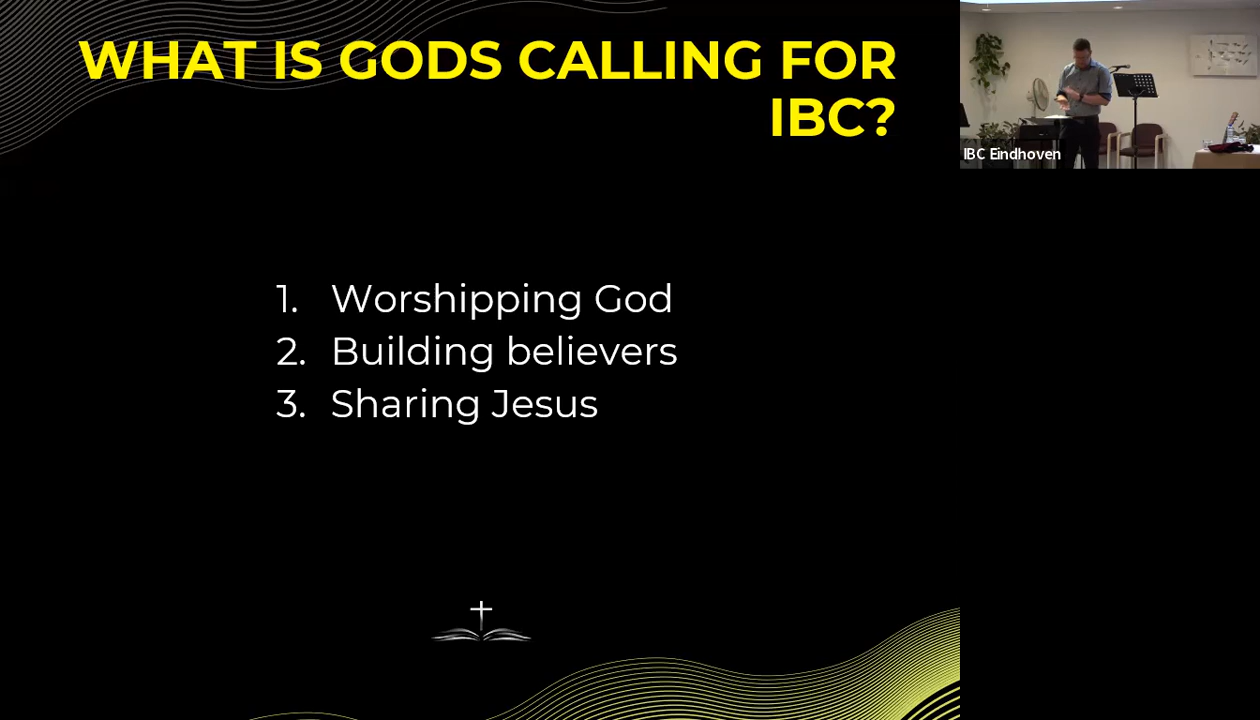 WHAT IS GODS CALLING FOR
IBC?
1. Worshipping God
2. Building believers
3. Sharing Jesus
IBC Eindhoven